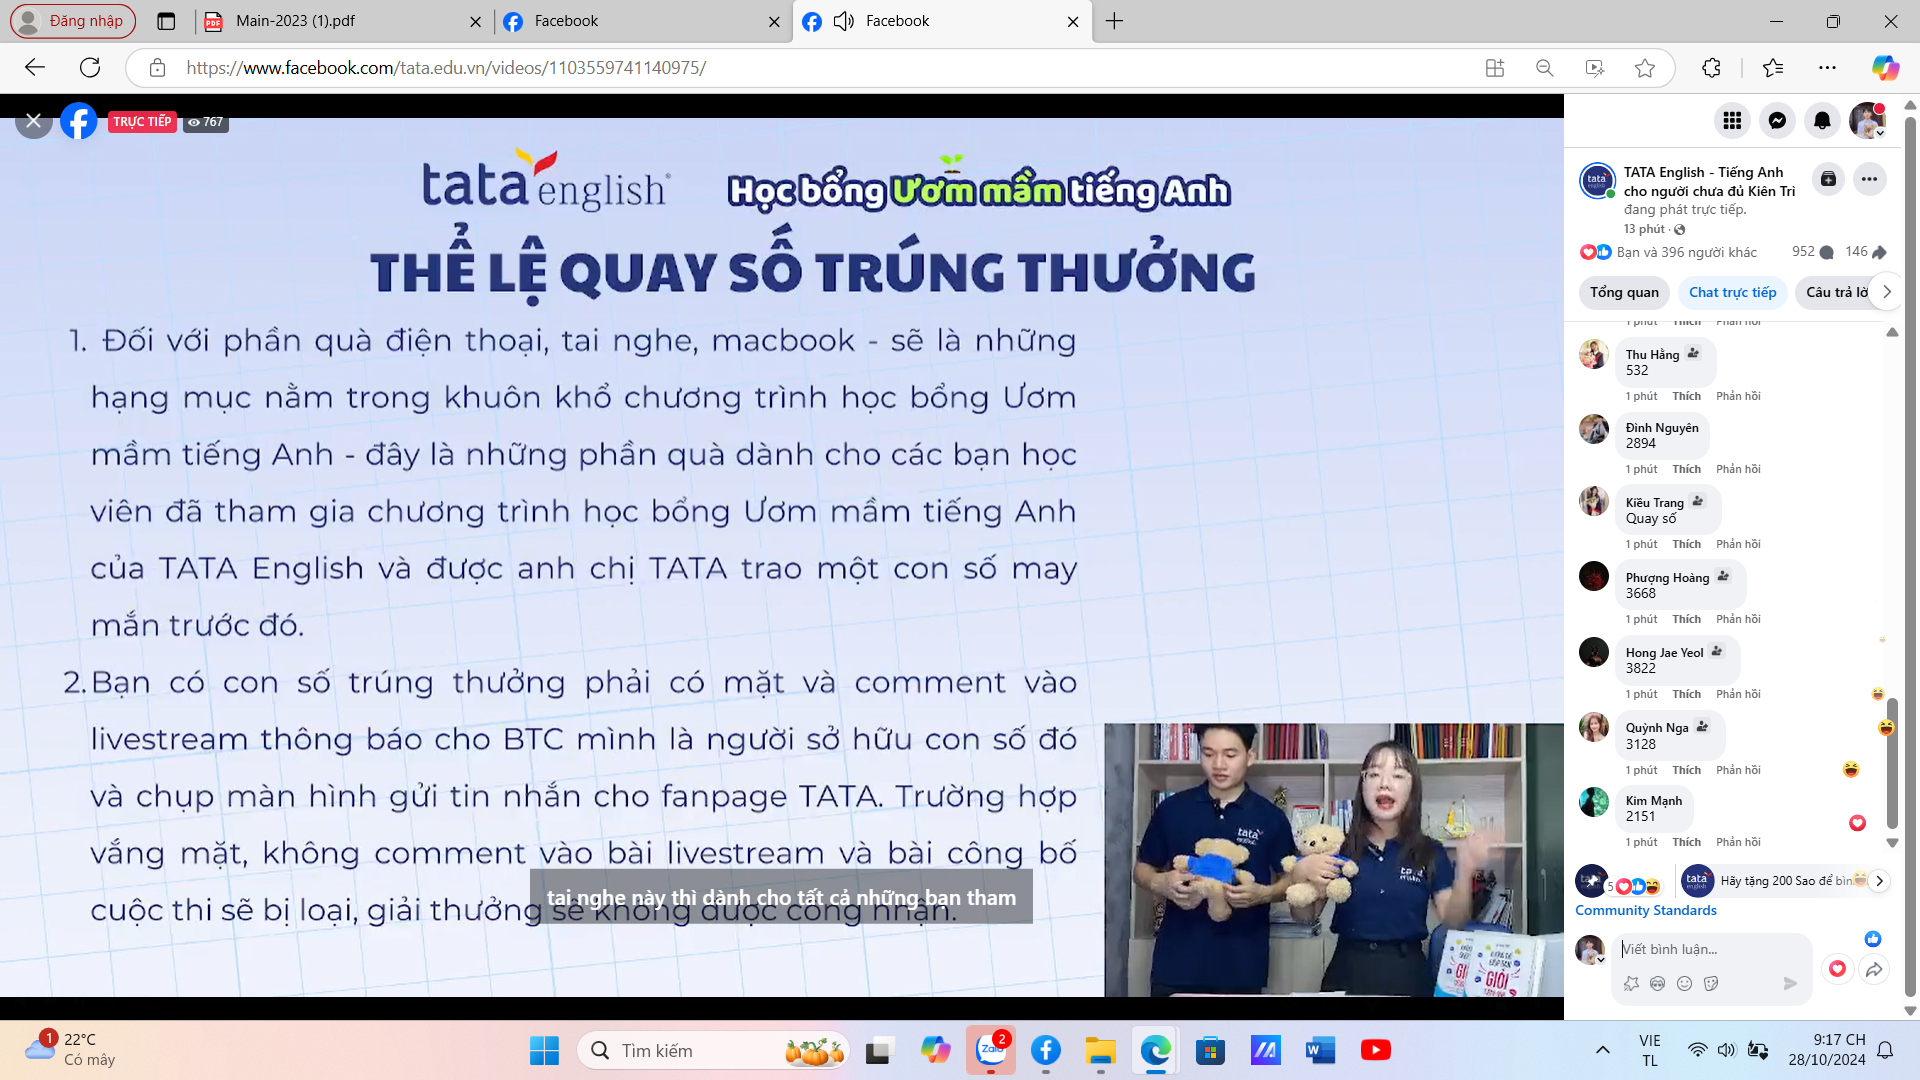 Đăng nhập
Main-2023 (1).pdf
Facebook
Facebook
https://www.facebook.com/tata.edu.vn/videos/1103559741140975/
TRỰC TIẾP
767
tata english
Học bổng Ươm mầm tiếng Anh
THỂ LỆ QUAY SỐ TRÚNG THƯỞNG
1. Đối với phần quà điện thoại, tai nghe, macbook - sẽ là những
hạng mục nằm trong khuôn khổ chương trình học bổng Ươm
mầm tiếng Anh - đây là những phần quà dành cho các bạn học
viên đã tham gia chương trình học bổng Ươm mầm tiếng Anh
của TATA English và được anh chị TATA trao một con số may
mắn trước đó.
2.Bạn có con số trúng thưởng phải có mặt và comment vào
livestream thông báo cho BTC mình là người sở hữu con số đó
và chụp màn hình gửi tin nhắn cho fanpage TATA. Trường hợp
vắng mặt, không comment vào bài livestream và bài công bố
cuộc thi sẽ bị loại, giải thưởng sẽ không được công nhận.
tai nghe này thì dành cho tất cả những bạn tham
TATA English - Tiếng Anh
cho người chưa đủ Kiên Trì
đang phát trực tiếp.
13 phút ·
Bạn và 396 người khác
952
146
Tổng quan
Chat trực tiếp
Câu trả lờ
1 phút Thích Phản hồi
Thu Hằng
532
1 phút Thích Phản hồi
Đình Nguyên
2894
1 phút Thích Phản hồi
Kiều Trang
Quay số
1 phút Thích Phản hồi
Phượng Hoàng
3668
1 phút Thích Phản hồi
Hong Jae Yeol
3822
1 phút Thích Phản hồi
Quỳnh Nga
3128
1 phút Thích Phản hồi
Kim Mạnh
2151
1 phút Thích Phản hồi
5
Hãy tặng 200 Sao để bìn
Community Standards
Viết bình luận...
1
22°C
Có mây
Tìm kiếm
Zalo
2
VIE
TL
9:17 CH
28/10/2024